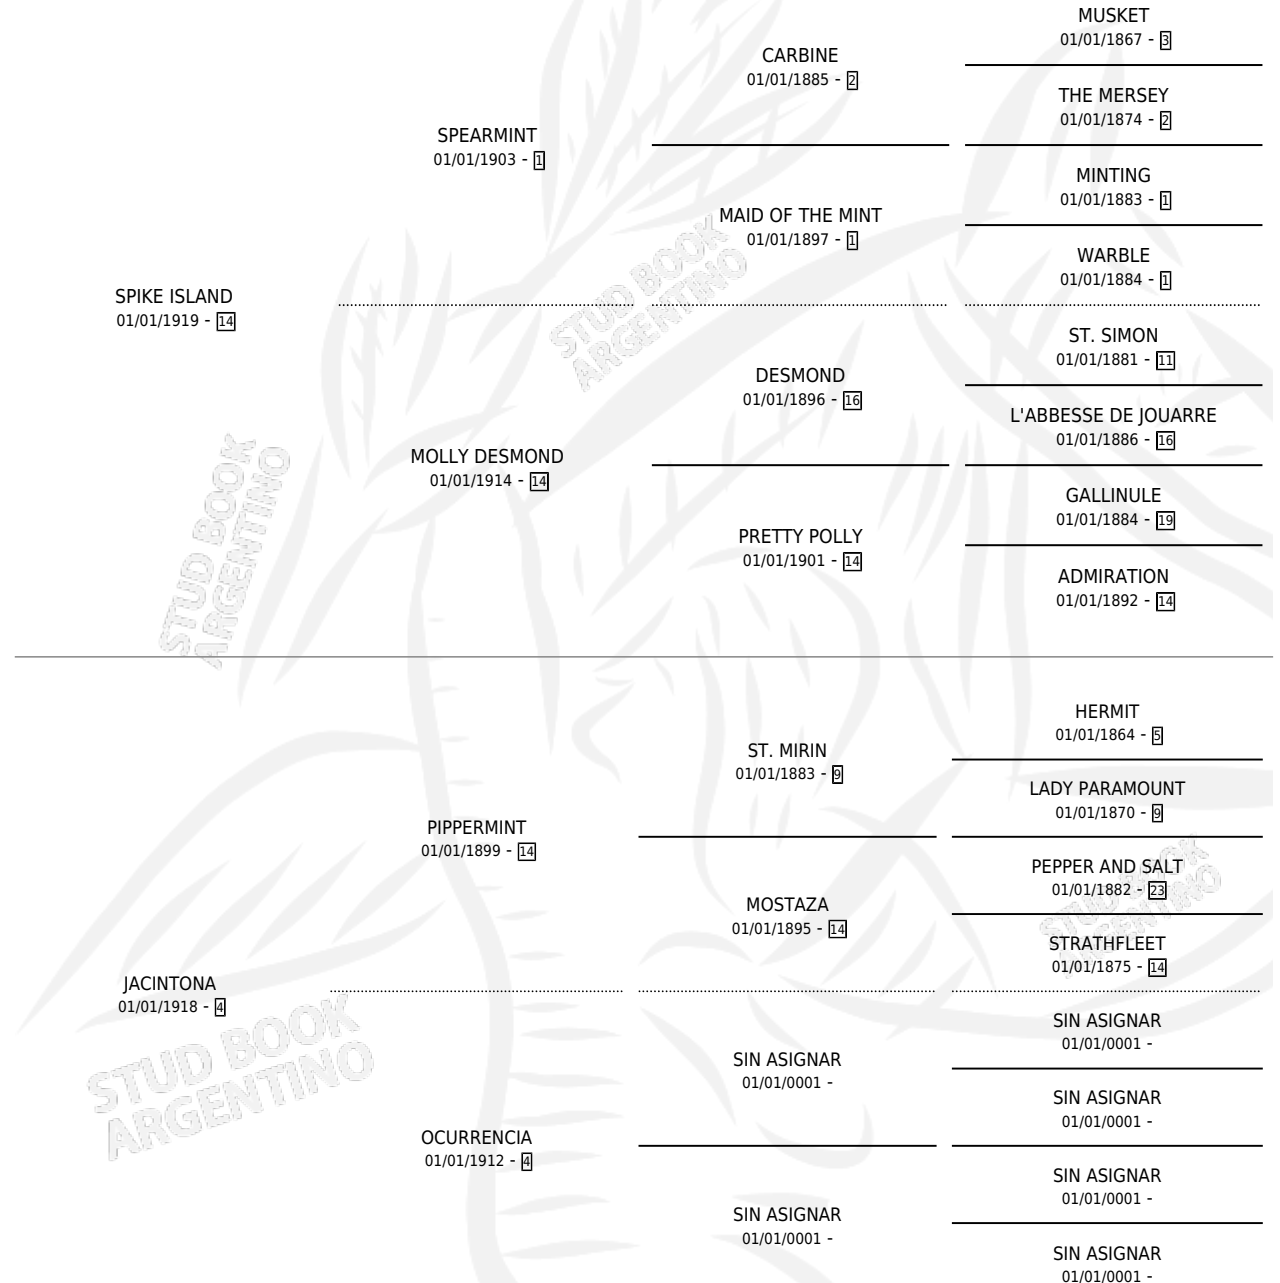 MUSKET
01/01/1867 - 3
CARBINE
01/01/1885 - 2
THE MERSEY
01/01/1874 - 2
SPEARMINT
01/01/1903 - 1
MINTING
01/01/1883 - 1
MAID OF THE MINT
01/01/1897 - 1
WARBLE
01/01/1884 - 1
SPIKE ISLAND
01/01/1919 - 14
ST. SIMON
01/01/1881 - 11
DESMOND
01/01/1896 - 16
L'ABBESSE DE JOUARRE
01/01/1886 - 16
MOLLY DESMOND
01/01/1914 - 14
GALLINULE
01/01/1884 - 19
PRETTY POLLY
01/01/1901 - 14
ADMIRATION
01/01/1892 - 14
HERMIT
01/01/1864 - 5
ST. MIRIN
01/01/1883 - 9
LADY PARAMOUNT
01/01/1870 - 9
PIPPERMINT
01/01/1899 - 14
PEPPER AND SALT
01/01/1882 - 23
MOSTAZA
01/01/1895 - 14
STRATHFLEET
01/01/1875 - 14
JACINTONA
01/01/1918 - 4
SIN ASIGNAR
01/01/0001 -
SIN ASIGNAR
01/01/0001 -
SIN ASIGNAR
01/01/0001 -
OCURRENCIA
01/01/1912 - 4
SIN ASIGNAR
01/01/0001 -
SIN ASIGNAR
01/01/0001 -
SIN ASIGNAR
01/01/0001 -
STUD BOOK
ARGENTINO
STUD BOOK
ARGENTINO
STUD BOOK
ARGENTINO
STUD BOOK
ARGENTINO